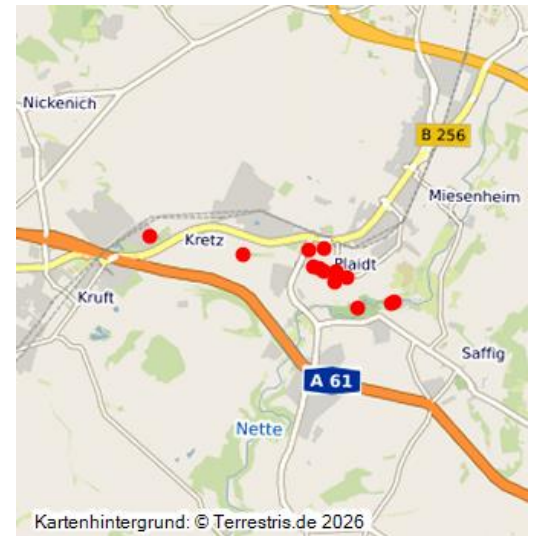 Nickenich
B 256
Miesenheim
Kretz
Plaidt
Kruft
Saffig
A 61
Nette
Kartenhintergrund: © Terrestris.de 2026